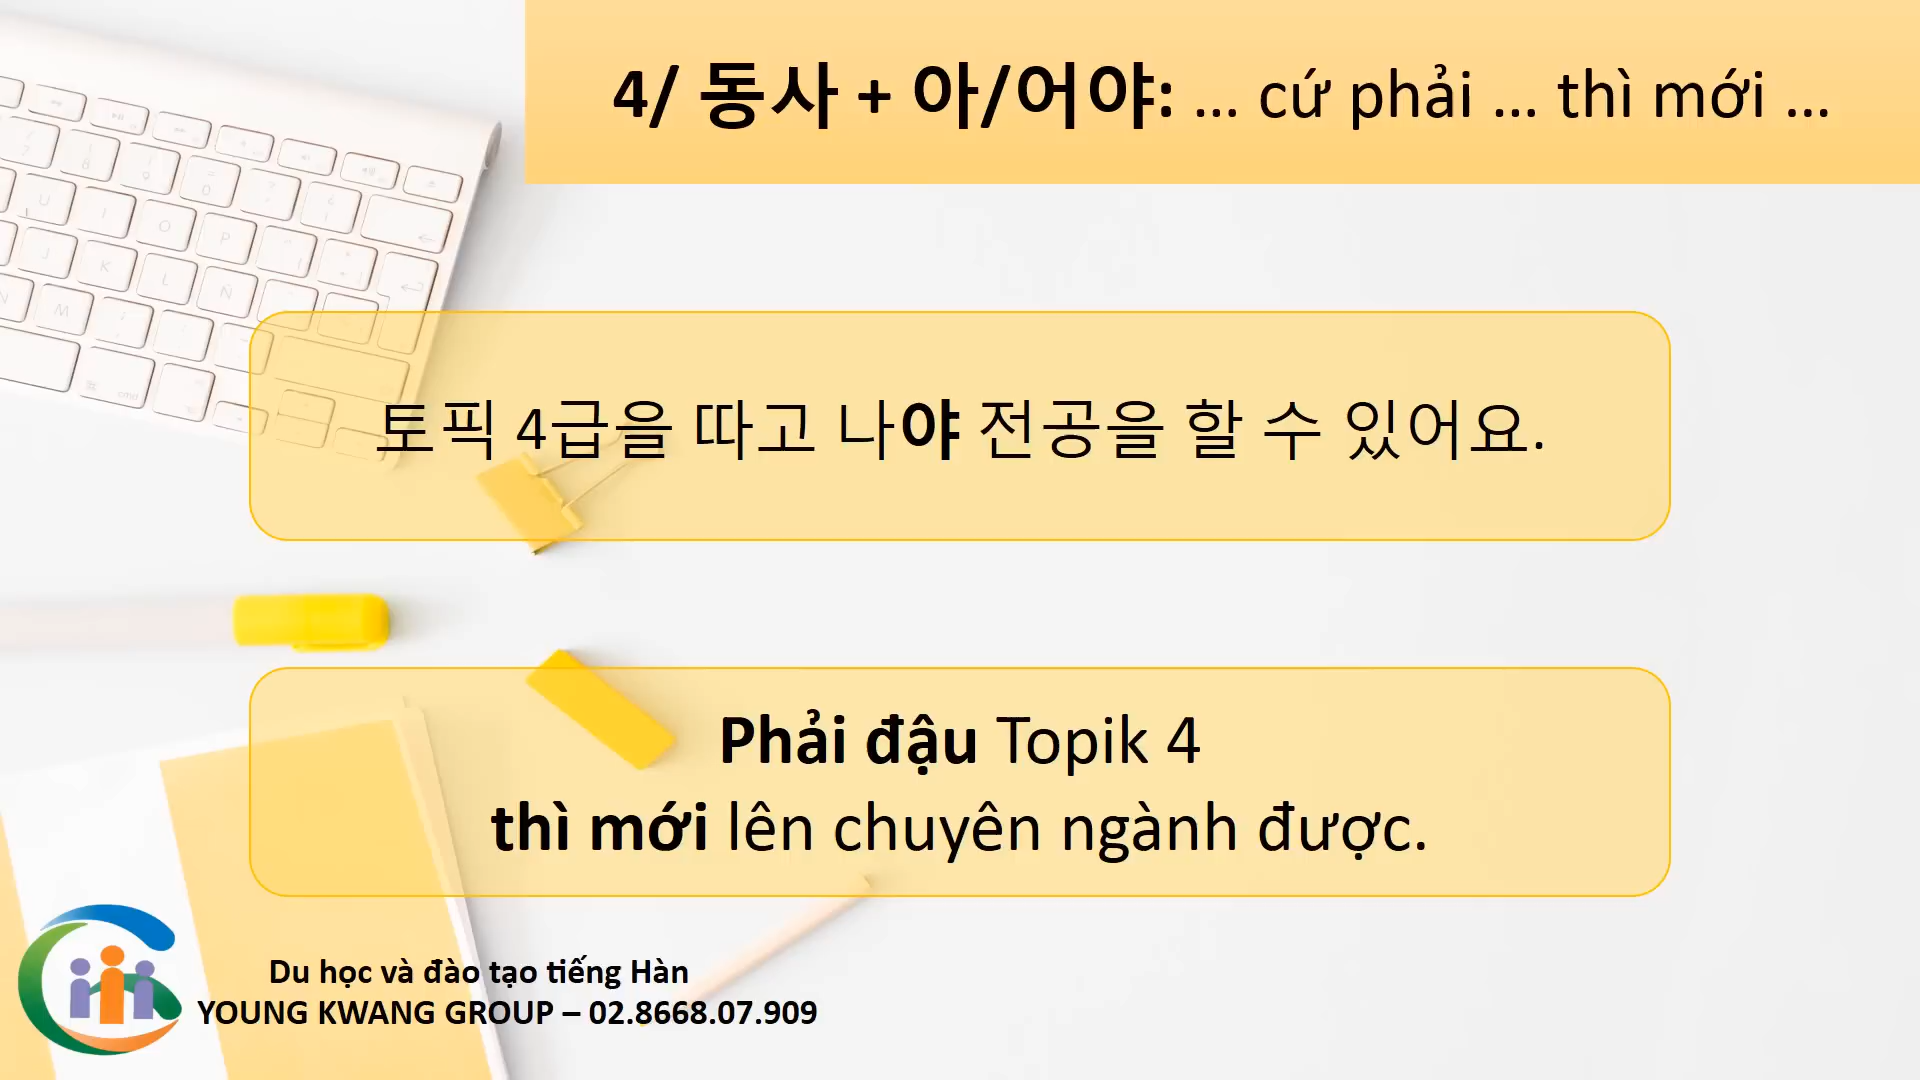 4/ 동사 + 아/어야: ... cứ phải ... thì mới ...
토픽 4급을 따고 나야 전공을 할 수 있어요.
Phải đậu Topik 4
thì mới lên chuyên ngành được.
Du học và đào tạo tiếng Hàn
YOUNG KWANG GROUP – 02.8668.07.909